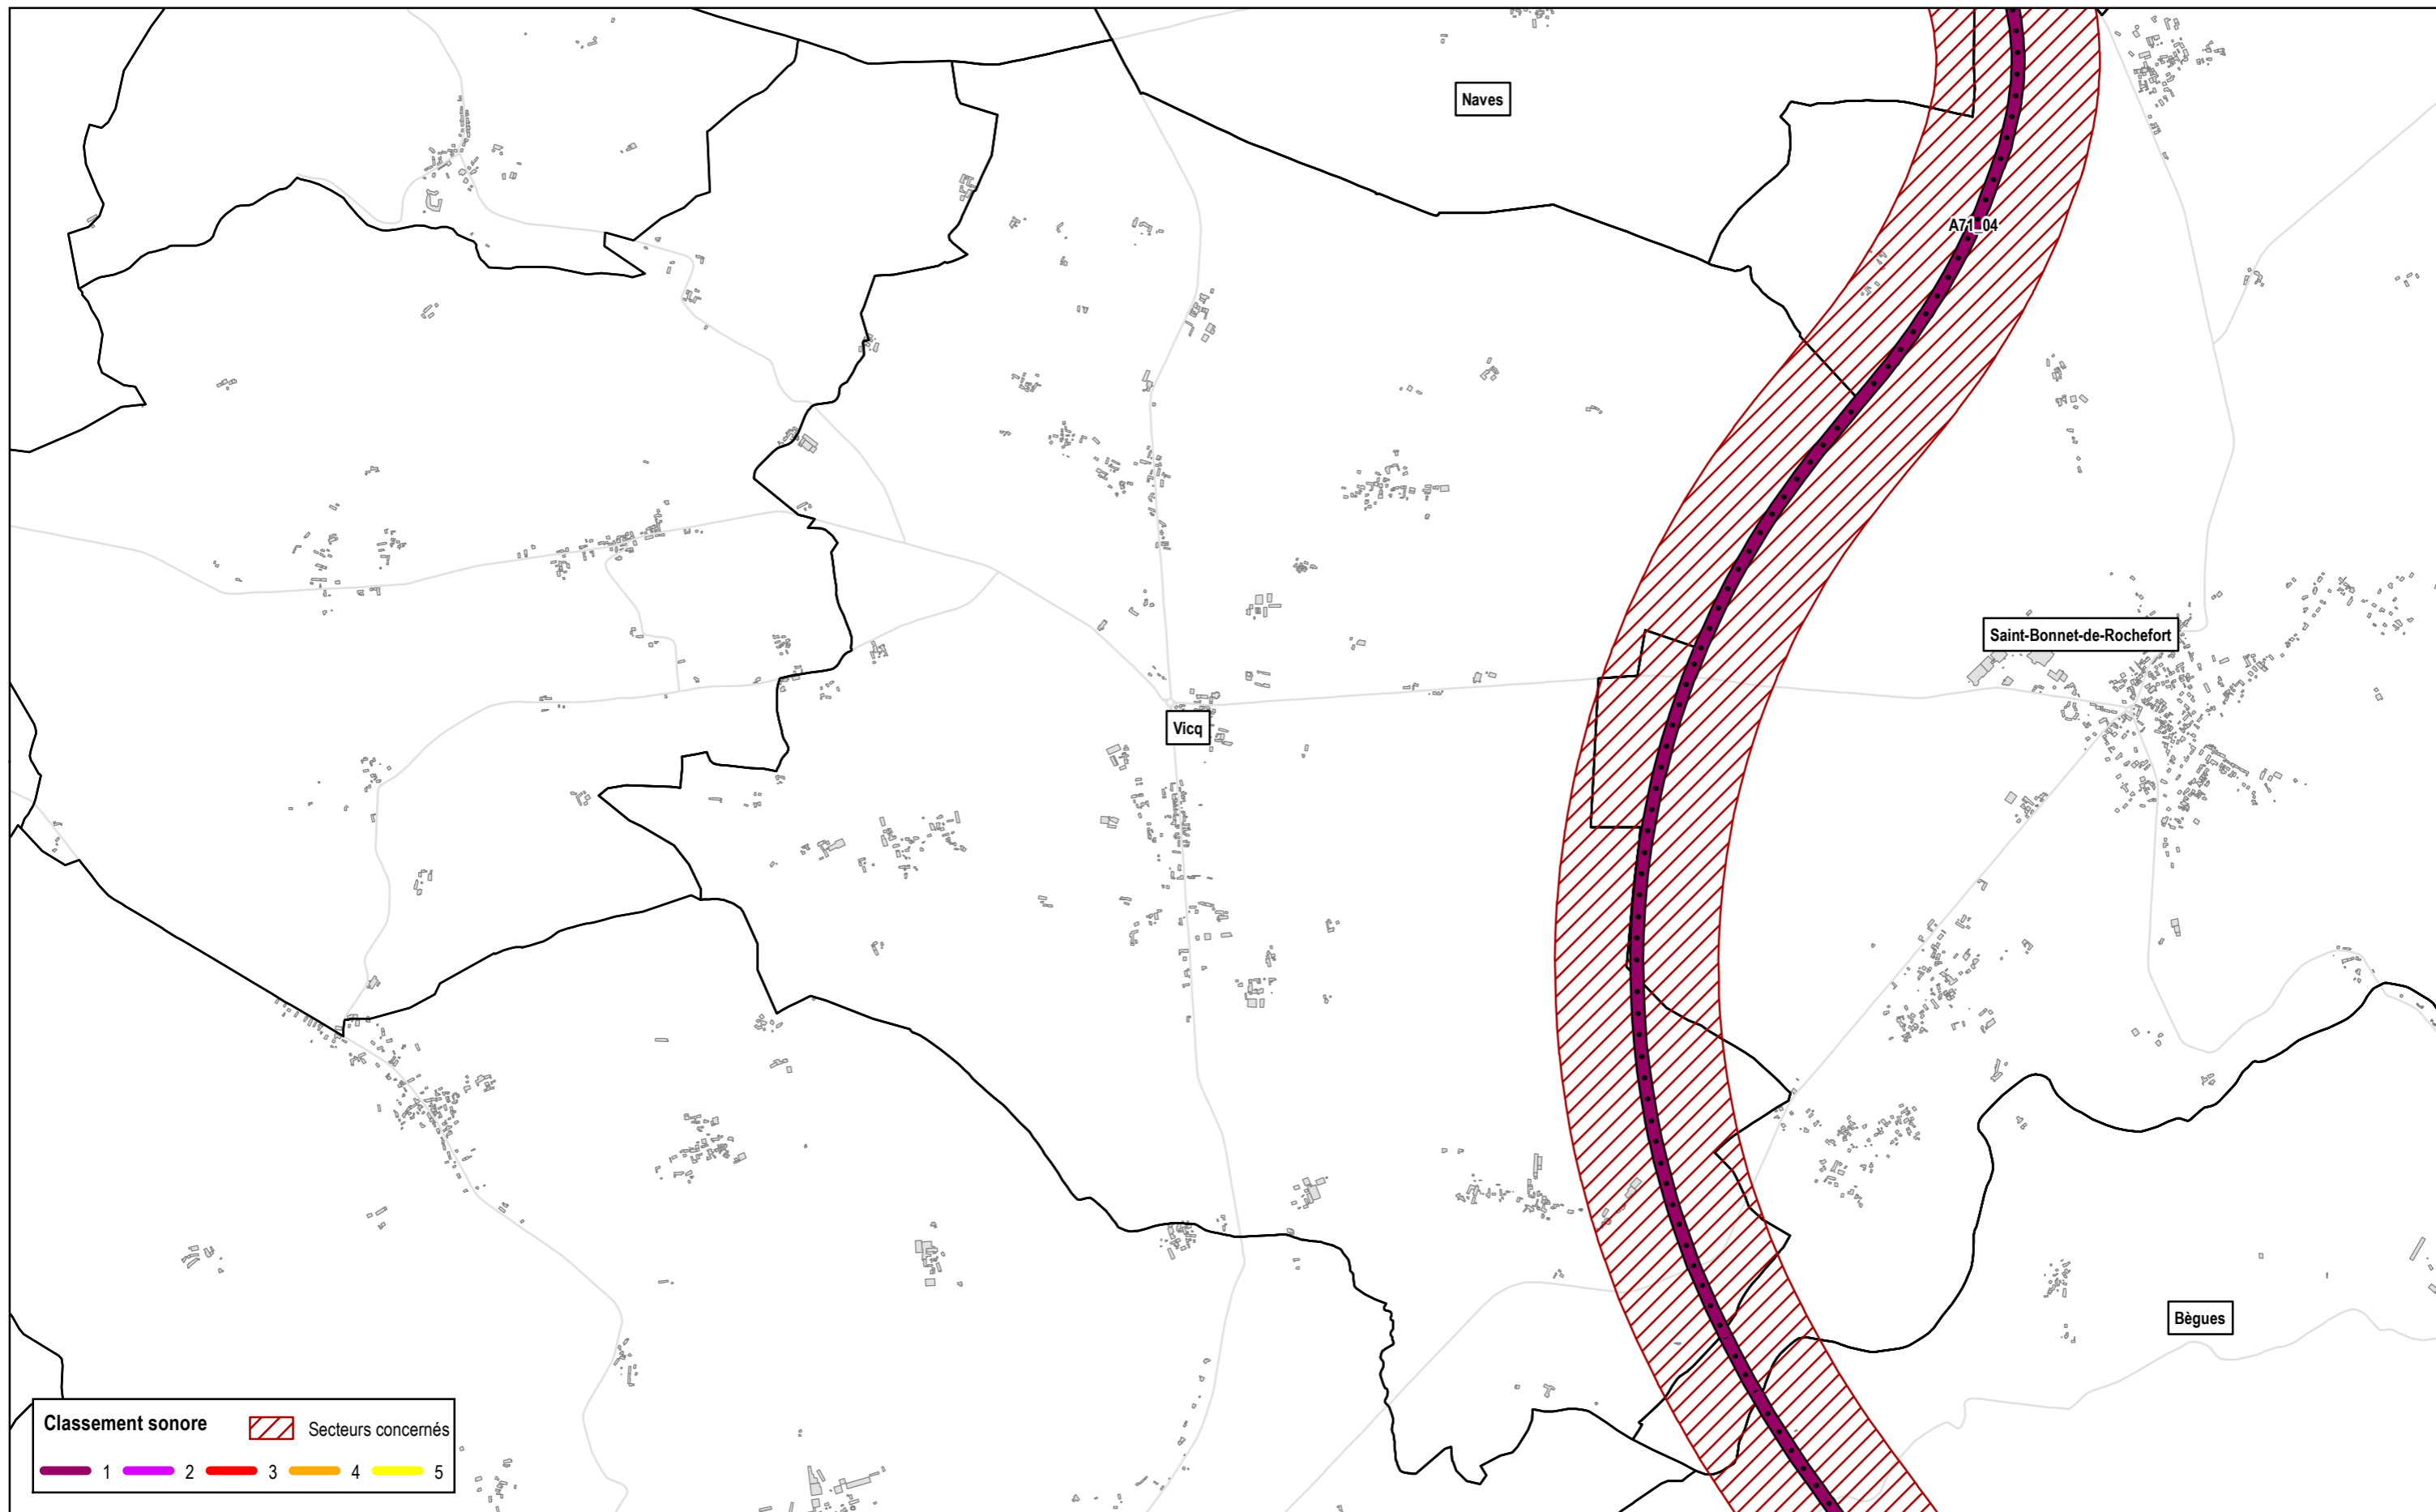 Naves
A71_04
Saint-Bonnet-de-Rochefort
Vicq
Bègues
Classement sonore
Secteurs concernés
1 2 3 4 5